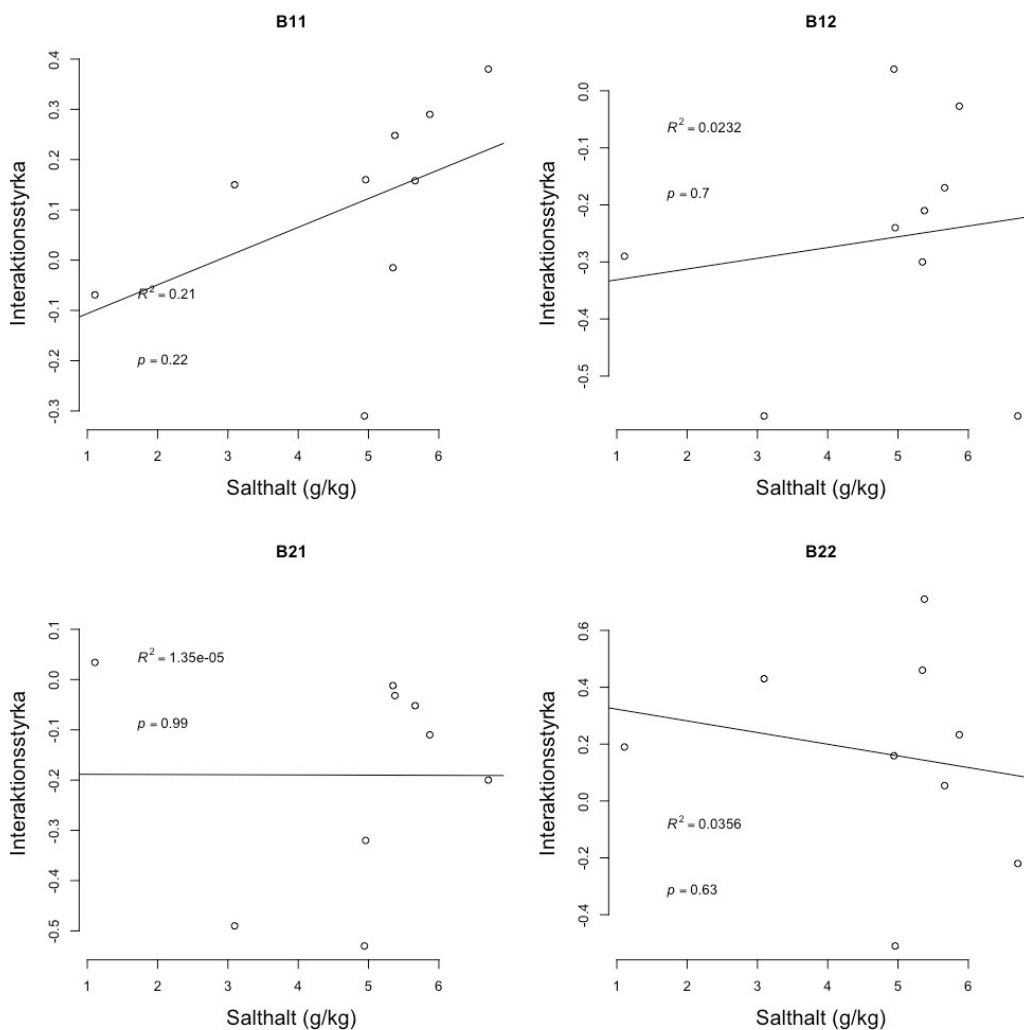 B11
Interaktionsstyrka
0.4
0.3
0.2
0.1
0.0
-0.1
-0.2
-0.3
R² = 0.21
p = 0.22
1 2 3 4 5 6
Salthalt (g/kg)
B12
Interaktionsstyrka
0.0
-0.1
-0.2
-0.3
-0.4
-0.5
R² = 0.0232
p = 0.7
1 2 3 4 5 6
Salthalt (g/kg)
B21
Interaktionsstyrka
0.1
0.0
-0.1
-0.2
-0.3
-0.4
-0.5
R² = 1.35e-05
p = 0.99
1 2 3 4 5 6
Salthalt (g/kg)
B22
Interaktionsstyrka
0.6
0.4
0.2
0.0
-0.2
-0.4
R² = 0.0356
p = 0.63
1 2 3 4 5 6
Salthalt (g/kg)